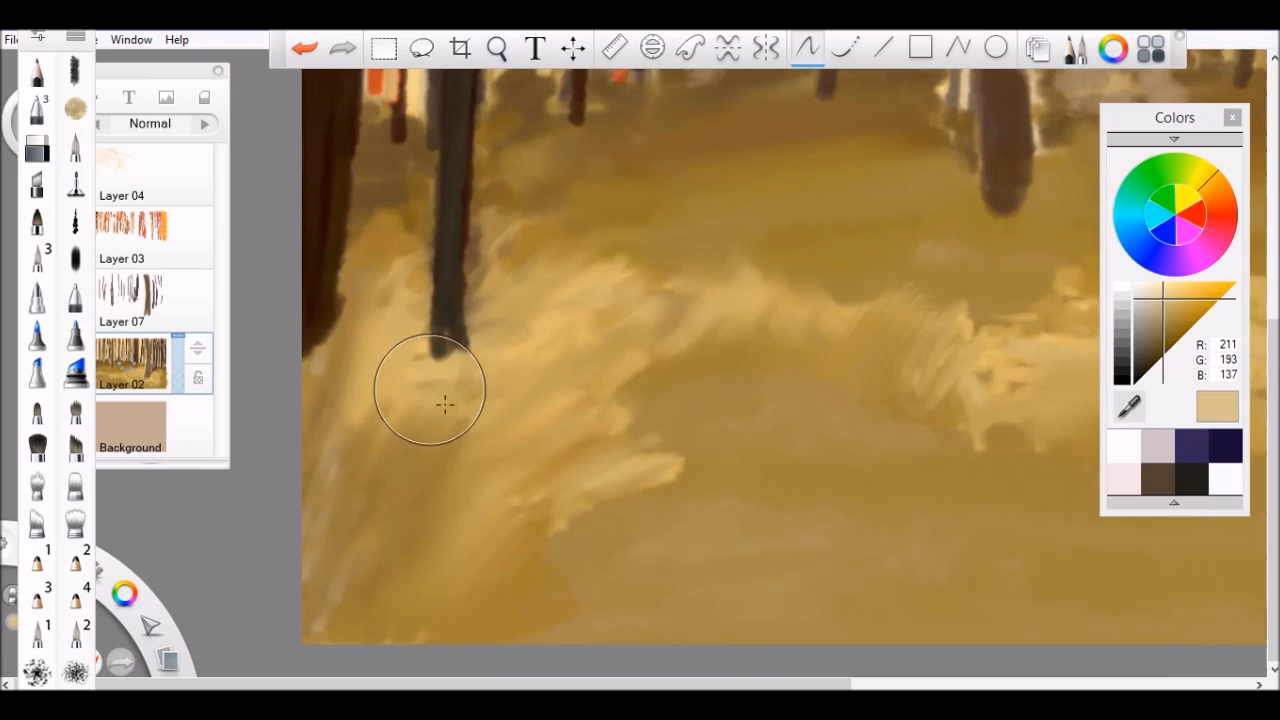 Window Help
T
Colors
3
T
Normal
Layer 04
Layer 03
3
Layer 07
R: 211
G: 193
B: 137
Layer 02
Background
1 2
3 4
1 2